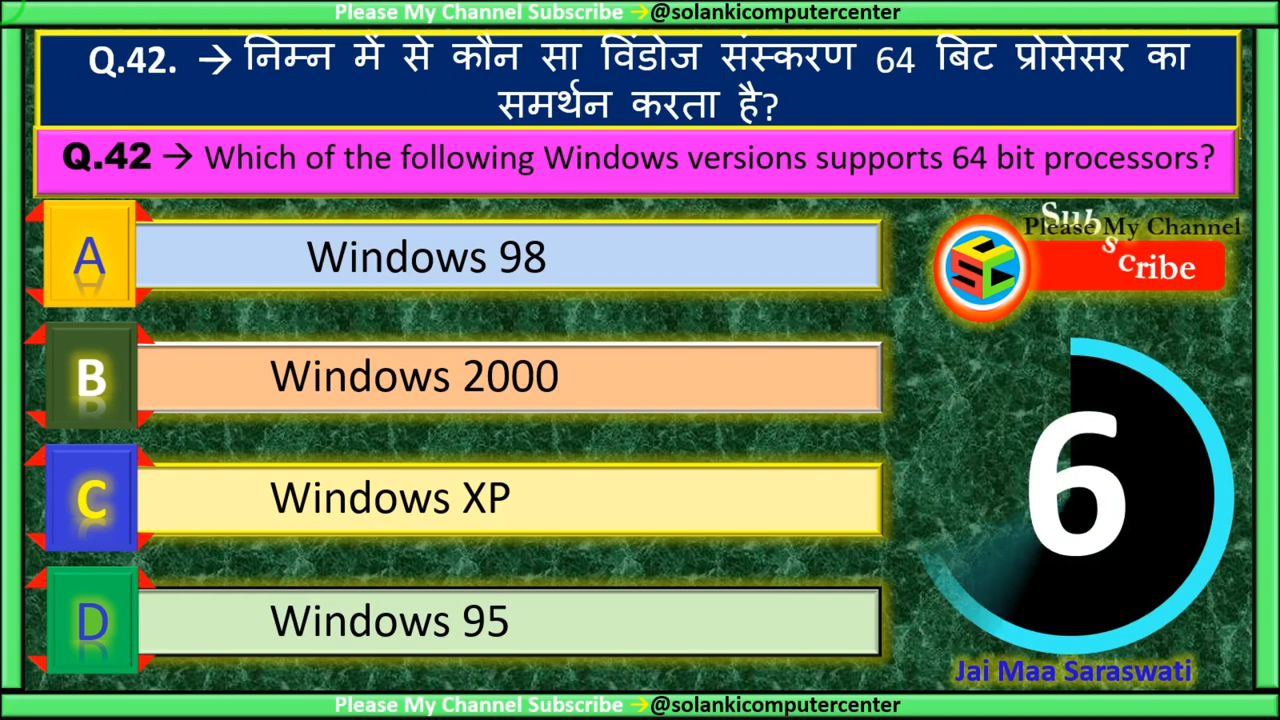 Please My Channel Subscribe →@solankicomputercenter
Q.42. → निम्न में से कौन सा विंडोज संस्करण 64 बिट प्रोसेसर का
समर्थन करता है?
Q.42 → Which of the following Windows versions supports 64 bit processors?
A Windows 98
Please My Channel
Subscribe
SCC
B Windows 2000
6
C Windows XP
D Windows 95
Jai Maa Saraswati
Please My Channel Subscribe →@solankicomputercenter